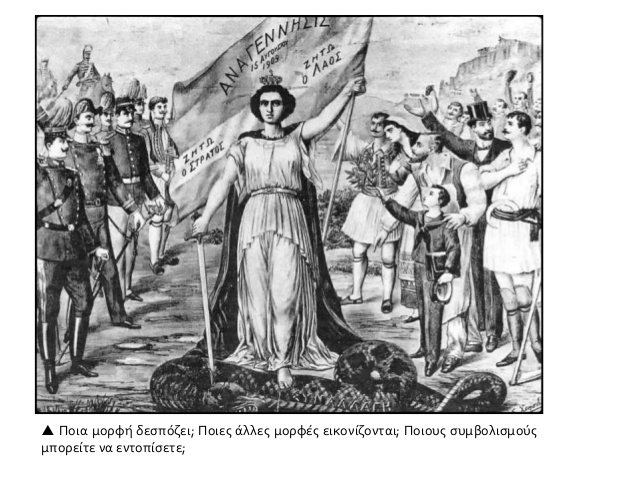 ΑΝΑΓΕΝΝΗΣΙΣ
15 ΑΥΓΟΥΣΤΟΥ
1909
ΖΗΤΩ
Ο ΛΑΟΣ
ΖΗΤΩ
Ο ΣΤΡΑΤΟΣ
▲ Ποια μορφή δεσπόζει; Ποιες άλλες μορφές εικονίζονται; Ποιους συμβολισμούς
μπορείτε να εντοπίσετε;